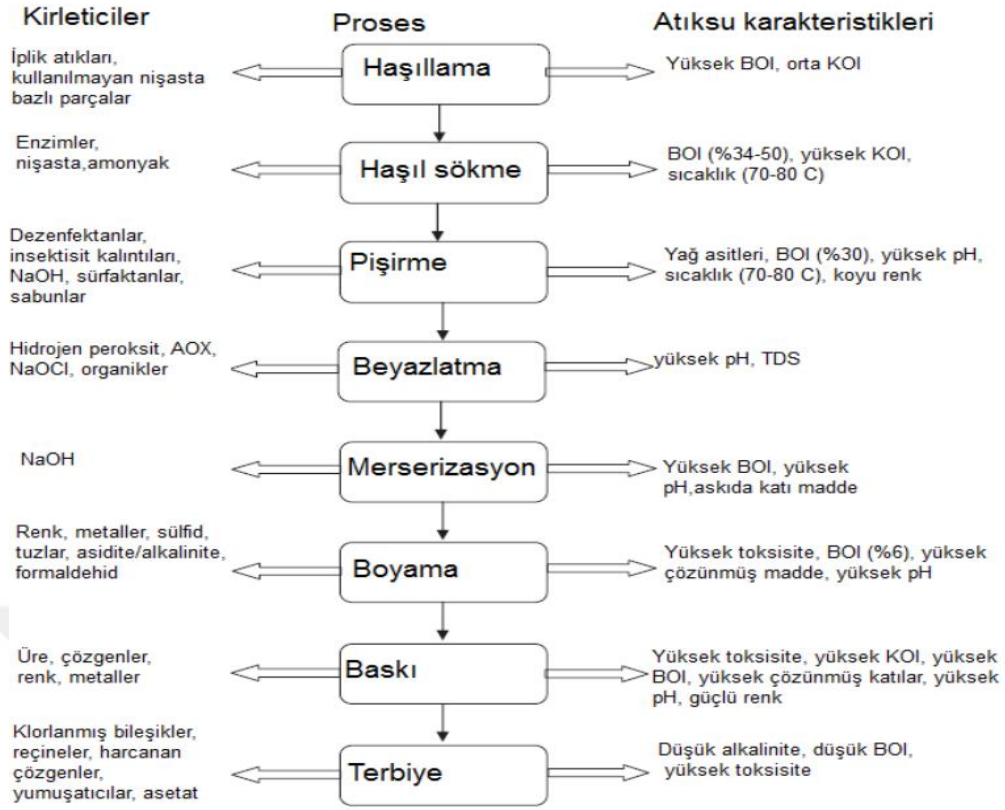 Kirleticiler
Proses
Atıksu karakteristikleri
İplik atıkları,
kullanılmayan nişasta
bazlı parçalar
Haşıllama
Yüksek BOI, orta KOI
Enzimler,
nişasta,amonyak
Haşıl sökme
BOI (%34-50), yüksek KOI,
sıcaklık (70-80 C)
Dezenfektanlar,
insektisit kalıntıları,
NaOH, sürfaktanlar,
sabunlar
Pişirme
Yağ asitleri, BOI (%30), yüksek pH,
sıcaklık (70-80 C), koyu renk
Hidrojen peroksit, AOX,
NaOCl, organikler
Beyazlatma
yüksek pH, TDS
NaOH
Merserizasyon
Yüksek BOI, yüksek
pH,askıda katı madde
Renk, metaller, sülfid,
tuzlar, asidite/alkalinite,
formaldehid
Boyama
Yüksek toksisite, BOI (%6), yüksek
çözünmüş madde, yüksek pH
Üre, çözgenler,
renk, metaller
Baskı
Yüksek toksisite, yüksek KOI, yüksek
BOI, yüksek çözünmüş katılar, yüksek
pH, güçlü renk
Klorlanmış bileşikler,
reçineler, harcanan
çözgenler,
yumuşatıcılar, asetat
Terbiye
Düşük alkalinite, düşük BOI,
yüksek toksisite